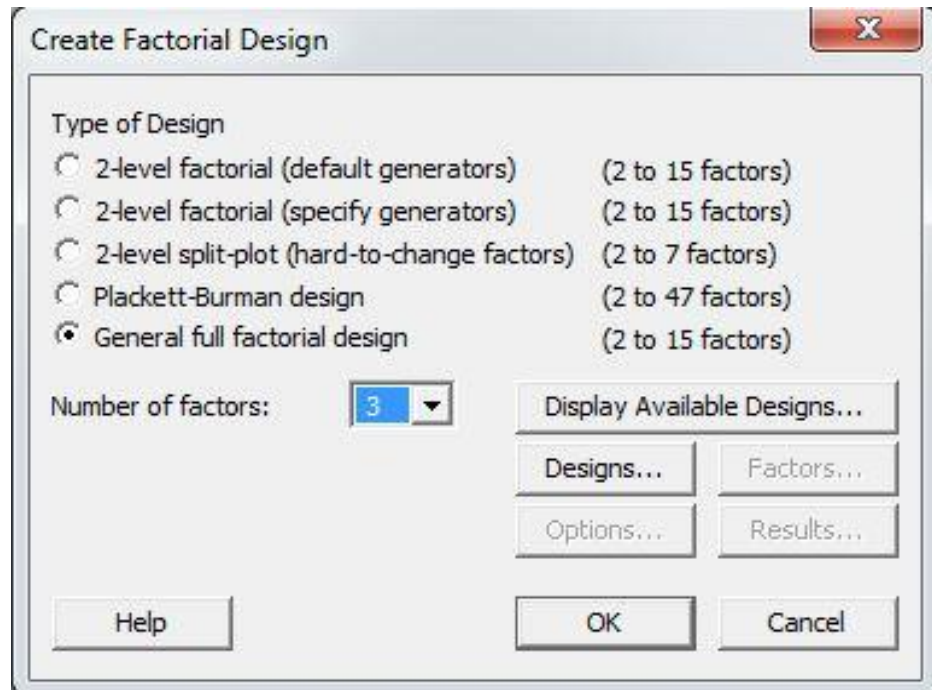 Create Factorial Design
Type of Design
2-level factorial (default generators) (2 to 15 factors)
2-level factorial (specify generators) (2 to 15 factors)
2-level split-plot (hard-to-change factors) (2 to 7 factors)
Plackett-Burman design (2 to 47 factors)
General full factorial design (2 to 15 factors)
Number of factors: 3 Display Available Designs...
Designs... Factors...
Options... Results...
Help OK Cancel